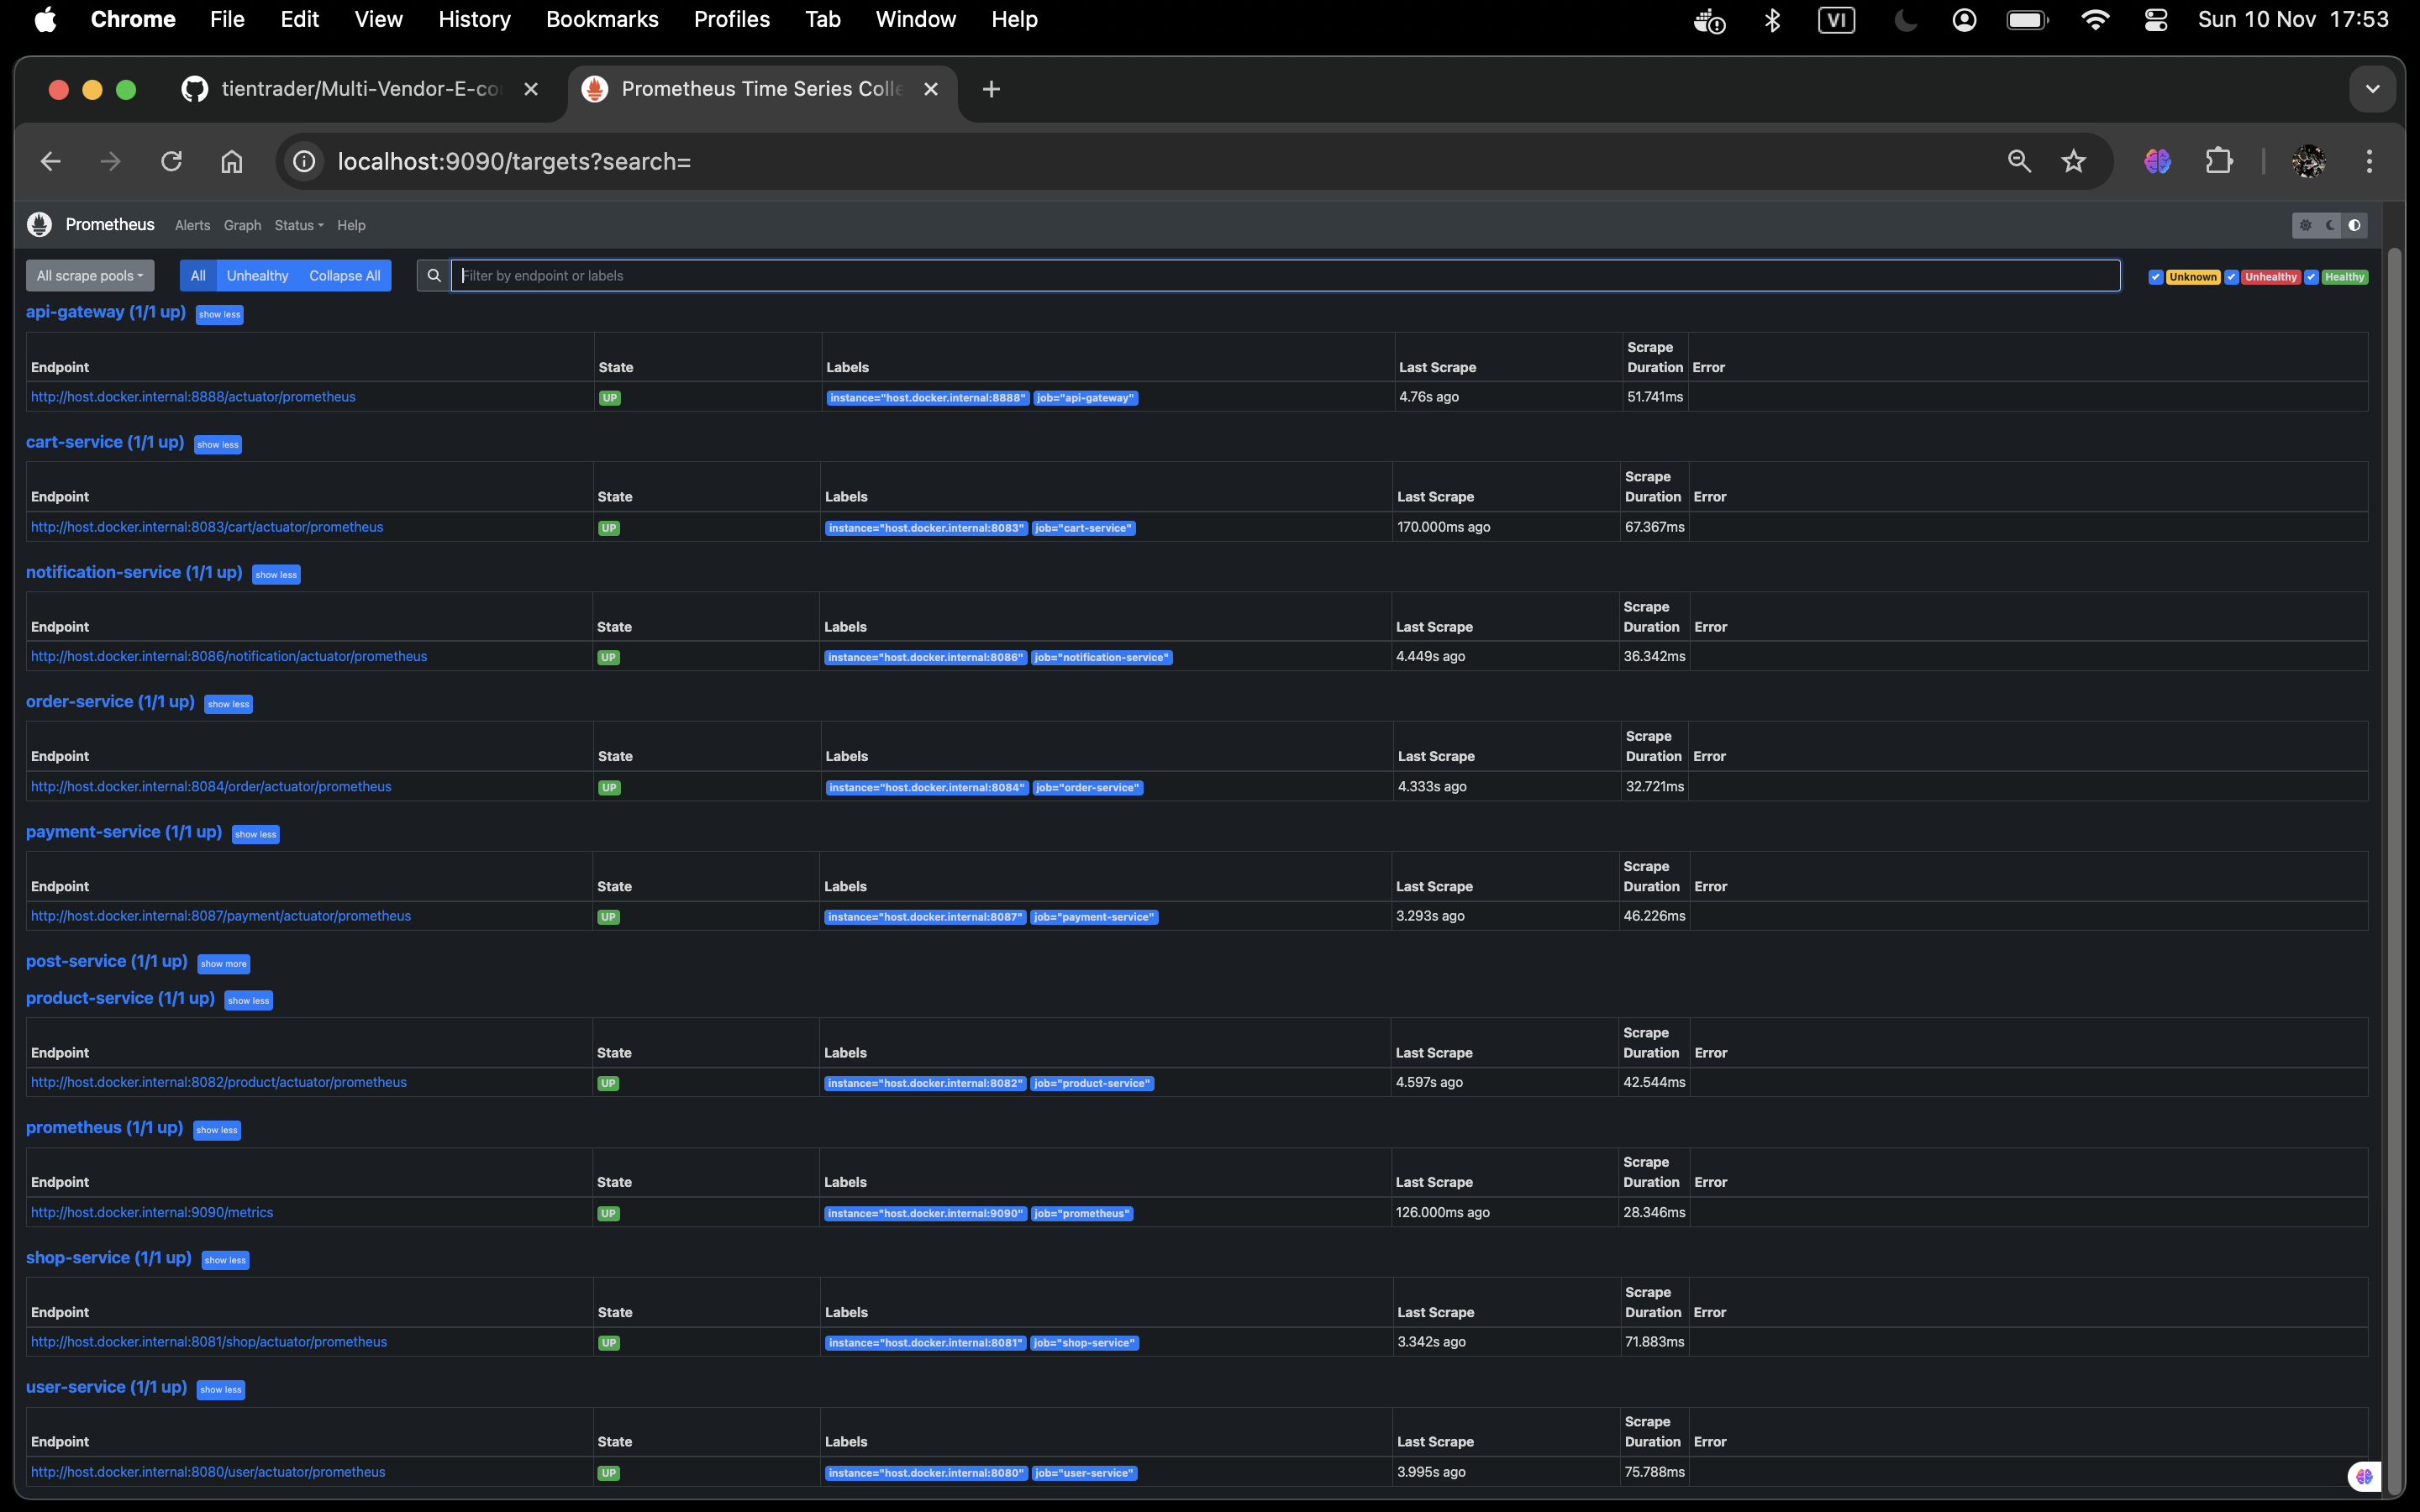 Chrome File Edit View History Bookmarks Profiles Tab Window Help VI Sun 10 Nov 17:53
tientrader/Multi-Vendor-E-co Prometheus Time Series Colle
localhost:9090/targets?search=
Prometheus Alerts Graph Status Help
All scrape pools All Unhealthy Collapse All Filter by endpoint or labels Unknown Unhealthy Healthy
api-gateway (1/1 up) show less
Endpoint State Labels Last Scrape Scrape Duration Error
http://host.docker.internal:8888/actuator/prometheus UP instance="host.docker.internal:8888" job="api-gateway" 4.76s ago 51.741ms
cart-service (1/1 up) show less
Endpoint State Labels Last Scrape Scrape Duration Error
http://host.docker.internal:8083/cart/actuator/prometheus UP instance="host.docker.internal:8083" job="cart-service" 170.000ms ago 67.367ms
notification-service (1/1 up) show less
Endpoint State Labels Last Scrape Scrape Duration Error
http://host.docker.internal:8086/notification/actuator/prometheus UP instance="host.docker.internal:8086" job="notification-service" 4.449s ago 36.342ms
order-service (1/1 up) show less
Endpoint State Labels Last Scrape Scrape Duration Error
http://host.docker.internal:8084/order/actuator/prometheus UP instance="host.docker.internal:8084" job="order-service" 4.333s ago 32.721ms
payment-service (1/1 up) show less
Endpoint State Labels Last Scrape Scrape Duration Error
http://host.docker.internal:8087/payment/actuator/prometheus UP instance="host.docker.internal:8087" job="payment-service" 3.293s ago 46.226ms
post-service (1/1 up) show more
product-service (1/1 up) show less
Endpoint State Labels Last Scrape Scrape Duration Error
http://host.docker.internal:8082/product/actuator/prometheus UP instance="host.docker.internal:8082" job="product-service" 4.597s ago 42.544ms
prometheus (1/1 up) show less
Endpoint State Labels Last Scrape Scrape Duration Error
http://host.docker.internal:9090/metrics UP instance="host.docker.internal:9090" job="prometheus" 126.000ms ago 28.346ms
shop-service (1/1 up) show less
Endpoint State Labels Last Scrape Scrape Duration Error
http://host.docker.internal:8081/shop/actuator/prometheus UP instance="host.docker.internal:8081" job="shop-service" 3.342s ago 71.883ms
user-service (1/1 up) show less
Endpoint State Labels Last Scrape Scrape Duration Error
http://host.docker.internal:8080/user/actuator/prometheus UP instance="host.docker.internal:8080" job="user-service" 3.995s ago 75.788ms